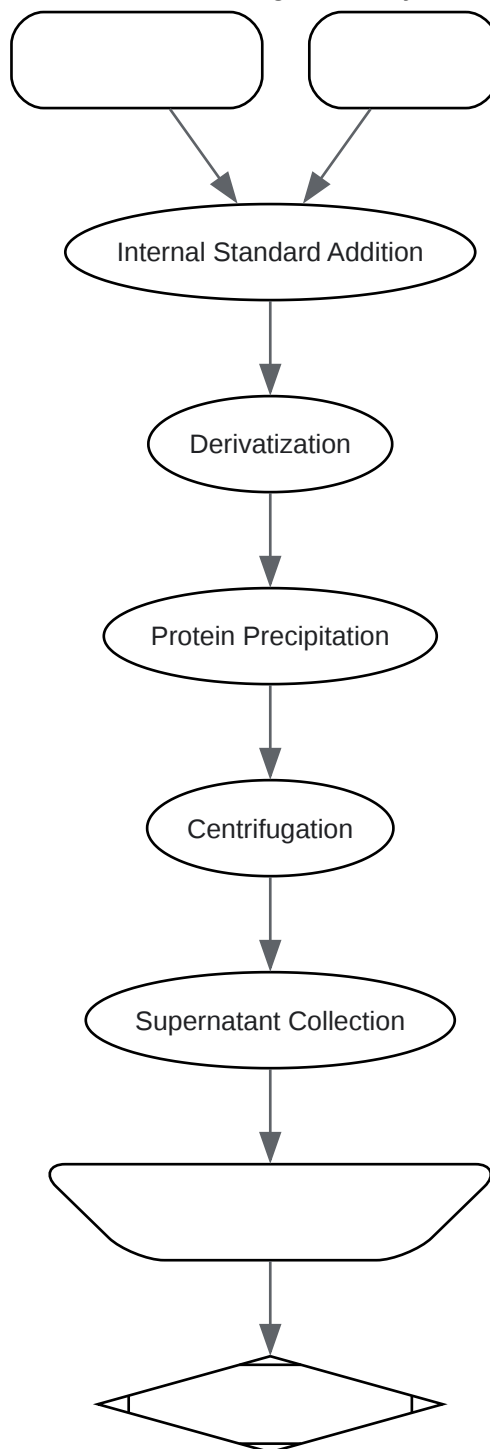 Internal Standard Addition
Derivatization
Protein Precipitation
Centrifugation
Supernatant Collection